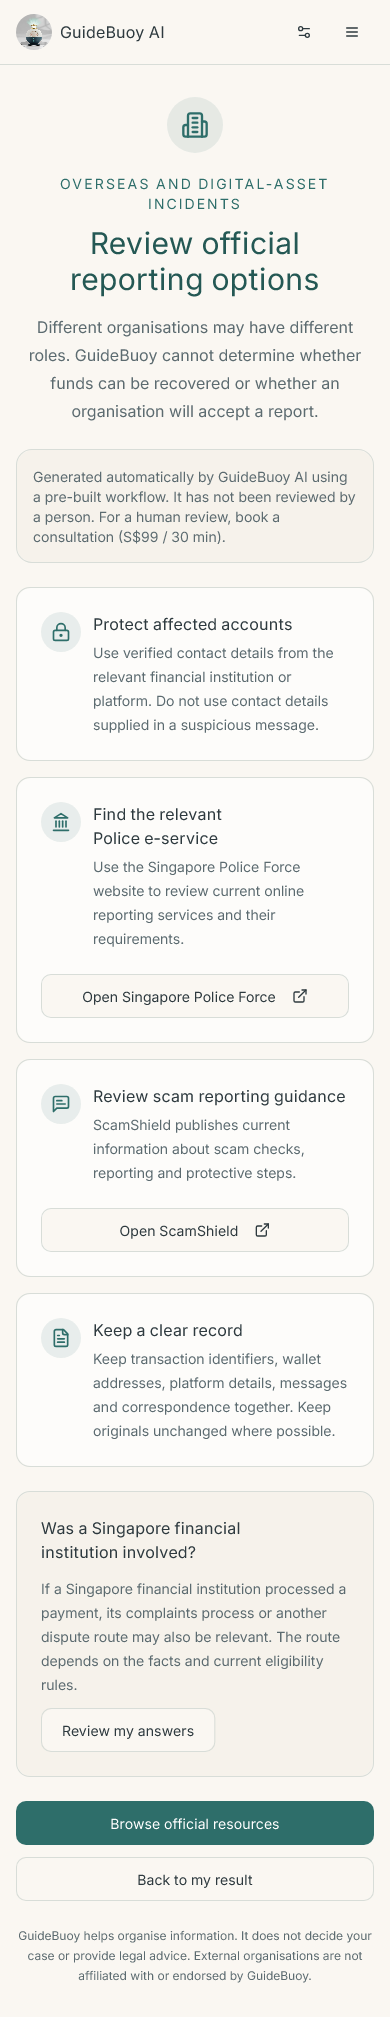 GuideBuoy AI
OVERSEAS AND DIGITAL-ASSET
INCIDENTS
Review official
reporting options
Different organisations may have different
roles. GuideBuoy cannot determine whether
funds can be recovered or whether an
organisation will accept a report.
Generated automatically by GuideBuoy AI using
a pre-built workflow. It has not been reviewed by
a person. For a human review, book a
consultation (S$99 / 30 min).
Protect affected accounts
Use verified contact details from the
relevant financial institution or
platform. Do not use contact details
supplied in a suspicious message.
Find the relevant
Police e-service
Use the Singapore Police Force
website to review current online
reporting services and their
requirements.
Open Singapore Police Force
Review scam reporting guidance
ScamShield publishes current
information about scam checks,
reporting and protective steps.
Open ScamShield
Keep a clear record
Keep transaction identifiers, wallet
addresses, platform details, messages
and correspondence together. Keep
originals unchanged where possible.
Was a Singapore financial
institution involved?
If a Singapore financial institution processed a
payment, its complaints process or another
dispute route may also be relevant. The route
depends on the facts and current eligibility
rules.
Review my answers
Browse official resources
Back to my result
GuideBuoy helps organise information. It does not decide your
case or provide legal advice. External organisations are not
affiliated with or endorsed by GuideBuoy.